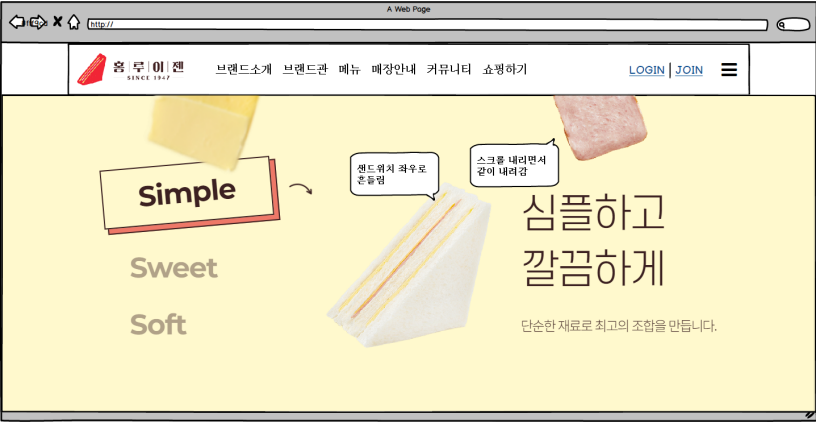 A Web Page
http://
홍루이젠
SINCE 1947
브랜드소개 브랜드관 메뉴 매장안내 커뮤니티 쇼핑하기
LOGIN | JOIN
샌드위치 좌우로
흔들림
스크롤 내리면서
같이 내려감
Simple
심플하고
깔끔하게
Sweet
Soft
단순한 재료로 최고의 조합을 만듭니다.